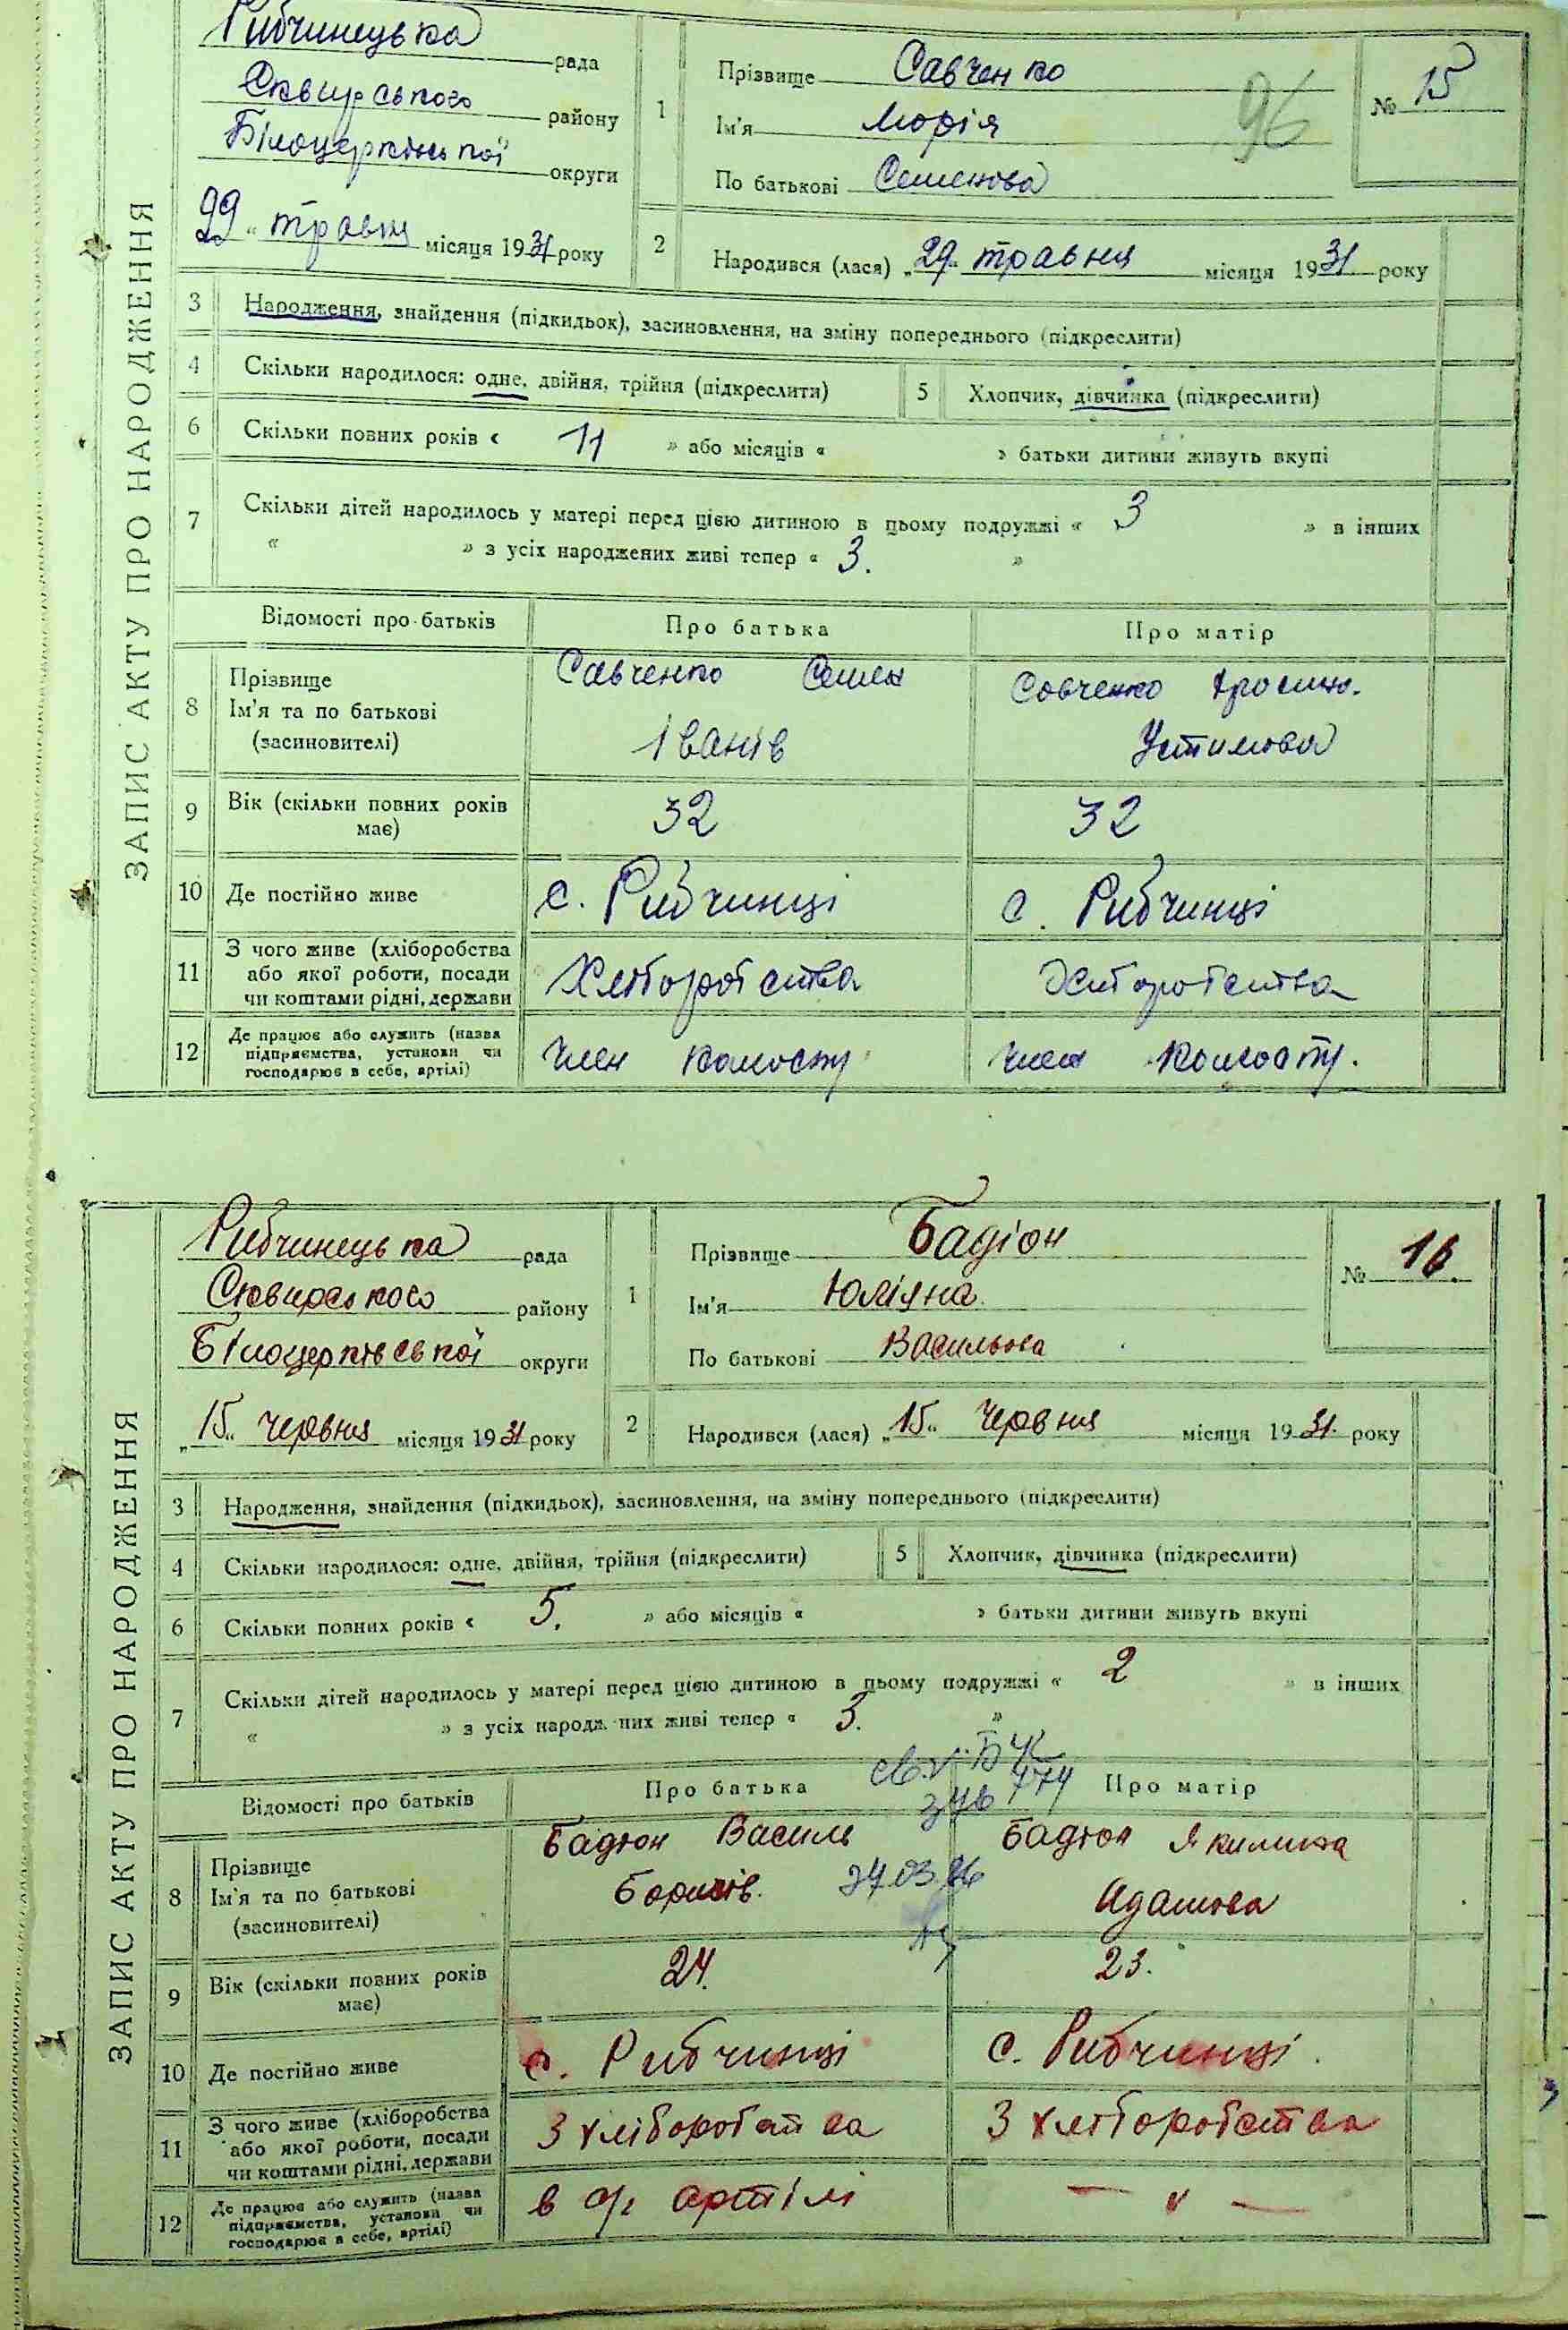 ЗАПИС АКТУ ПРО НАРОДЖЕННЯ
Рибчинецька рада
Сквирського району
Білоцерківської округи
29 " травня місяця 1931 року
1
Прізвище Савченко
Ім'я Морія
По батькові Семенова
96
№ 15
2
Народився (лася) „29" травня місяця 1931 року
3 Народження, знайдення (підкидьок), засиновлення, на зміну попереднього (підкреслити)
4 Скільки народилося: одне, двійня, трійня (підкреслити) 5 Хлопчик, дівчинка (підкреслити)
6 Скільки повних років « 11 » або місяців « » батьки дитини живуть вкупі
7 Скільки дітей народилось у матері перед цією дитиною в цьому подружжі « 3 » в інших
« » з усіх народжених живі тепер « 3. »
Відомості про батьків Про батька Про матір
8 Прізвище
Ім'я та по батькові
(засиновителі)
Савченко Семен
Іванів
Совченко
Устимова
9 Вік (скільки повних років
має)
32 32
10 Де постійно живе с. Рибчинці с. Рибчинці
11 З чого живе (хліборобства
або якої роботи, посади
чи коштами рідні, держави
Хліборобства Хліборобства
12 Де працює або служить (назва
підприємства, установи чи
господарює в себе, артілі)
член колгоспу член колгоспу.
ЗАПИС АКТУ ПРО НАРОДЖЕННЯ
Рибчинецька рада
Сквирського району
Білоцерківської округи
„15" червня місяця 1931 року
1
Прізвище Бадіон
Ім'я Юліяна
По батькові Васильова
№ 16.
2
Народився (лася) „15" червня місяця 1931. року
3 Народження, знайдення (підкидьок), засиновлення, на зміну попереднього (підкреслити)
4 Скільки народилося: одне, двійня, трійня (підкреслити) 5 Хлопчик, дівчинка (підкреслити)
6 Скільки повних років « 5. » або місяців « » батьки дитини живуть вкупі
7 Скільки дітей народилось у матері перед цією дитиною в цьому подружжі « 2 » в інших
« » з усіх народж них живі тепер « 3. »
Відомості про батьків Про батька Про матір
8 Прізвище
Ім'я та по батькові
(засиновителі)
Бадіон Василь
Борисів.
Бадіон Якилина
Адамова
9 Вік (скільки повних років
має)
24. 23.
10 Де постійно живе с. Рибчинці с. Рибчинці.
11 З чого живе (хліборобства
або якої роботи, посади
чи коштами рідні, держави
З хліборобства З хліборобства
12 Де працює або служить (назва
підприємства, установи чи
господарює в себе, артілі)
в с/г артілі — v —